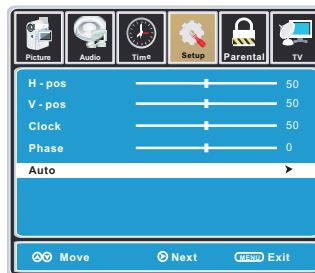 Picture Audio Time Setup Parental TV
H - pos 50
V - pos 50
Clock 50
Phase 0
Auto
Move Next MENU Exit